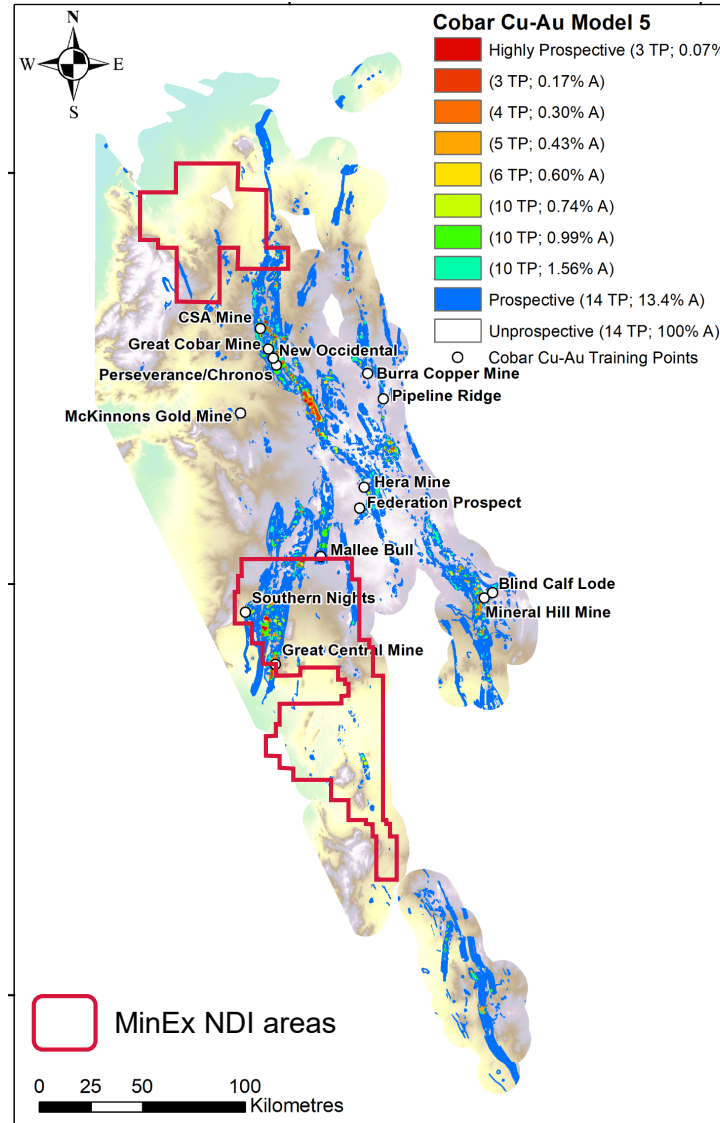 Cobar Cu-Au Model 5
N
W E
S
Highly Prospective (3 TP; 0.07%
(3 TP; 0.17% A)
(4 TP; 0.30% A)
(5 TP; 0.43% A)
(6 TP; 0.60% A)
(10 TP; 0.74% A)
(10 TP; 0.99% A)
(10 TP; 1.56% A)
Prospective (14 TP; 13.4% A)
Unprospective (14 TP; 100% A)
Cobar Cu-Au Training Points
CSA Mine
Great Cobar Mine
New Occidental
Perseverance/Chronos
Burra Copper Mine
Pipeline Ridge
McKinnons Gold Mine
Hera Mine
Federation Prospect
Mallee Bull
Blind Calf Lode
Southern Nights
Mineral Hill Mine
Great Central Mine
MinEx NDI areas
0 25 50 100
Kilometres